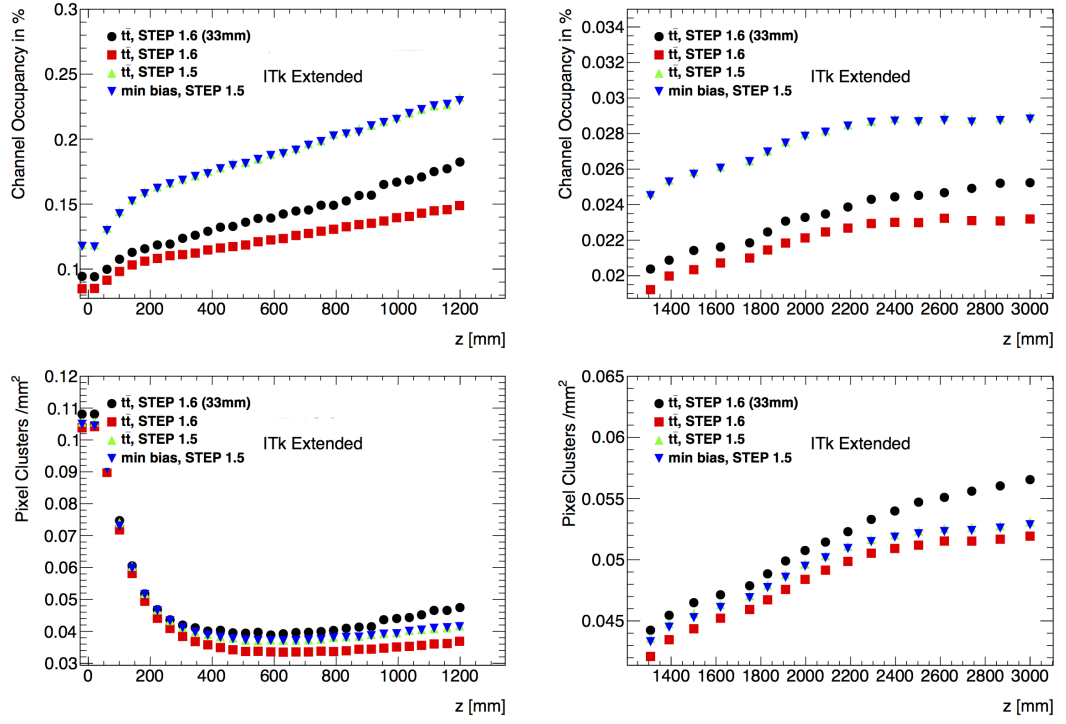 Channel Occupancy in %
0.3
0.25
0.2
0.15
0.1
tt̄, STEP 1.6 (33mm)
tt̄, STEP 1.6
tt̄, STEP 1.5
min bias, STEP 1.5
ITk Extended
0 200 400 600 800 1000 1200
z [mm]
Channel Occupancy in %
0.034
0.032
0.03
0.028
0.026
0.024
0.022
0.02
tt̄, STEP 1.6 (33mm)
tt̄, STEP 1.6
tt̄, STEP 1.5
min bias, STEP 1.5
ITk Extended
1400 1600 1800 2000 2200 2400 2600 2800 3000
z [mm]
Pixel Clusters /mm²
0.12
0.11
0.1
0.09
0.08
0.07
0.06
0.05
0.04
0.03
tt̄, STEP 1.6 (33mm)
tt̄, STEP 1.6
tt̄, STEP 1.5
min bias, STEP 1.5
ITk Extended
0 200 400 600 800 1000 1200
z [mm]
Pixel Clusters /mm²
0.065
0.06
0.055
0.05
0.045
tt̄, STEP 1.6 (33mm)
tt̄, STEP 1.6
tt̄, STEP 1.5
min bias, STEP 1.5
ITk Extended
1400 1600 1800 2000 2200 2400 2600 2800 3000
z [mm]